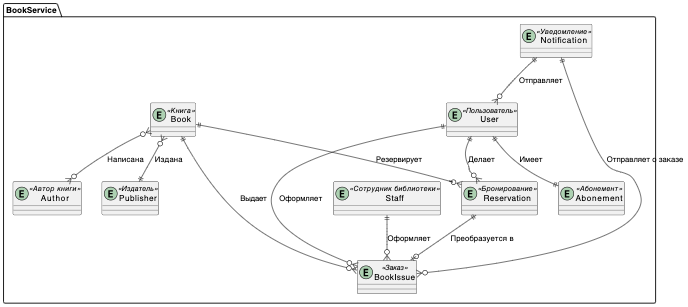 BookService
E «Уведомление»
Notification
Отправляет
E «Книга»
Book
E «Пользователь»
User
Написана
Издана
Резервирует
Делает
Имеет
Отправляет о заказе
E «Автор книги»
Author
E «Издатель»
Publisher
Выдает
Оформляет
E «Сотрудник библиотеки»
Staff
E «Бронирование»
Reservation
E «Абонемент»
Abonement
Оформляет
Преобразуется в
E «Заказ»
BookIssue